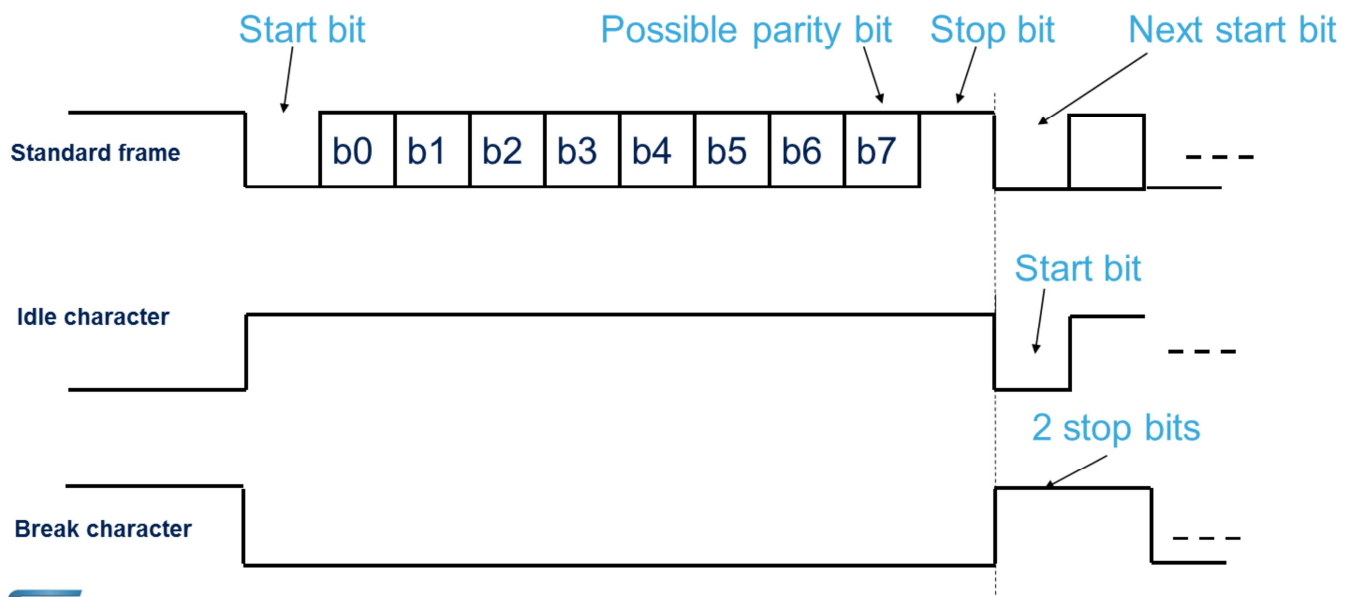 Start bit
Possible parity bit
Stop bit
Next start bit
Standard frame
b0 b1 b2 b3 b4 b5 b6 b7
Start bit
Idle character
2 stop bits
Break character